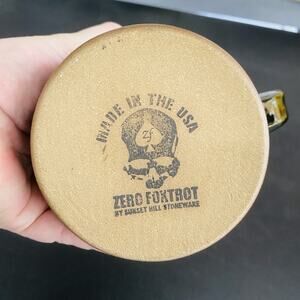 MADE IN THE USA
zf
ZERO FOXTROT
BY SUNSET HILL STONEWARE